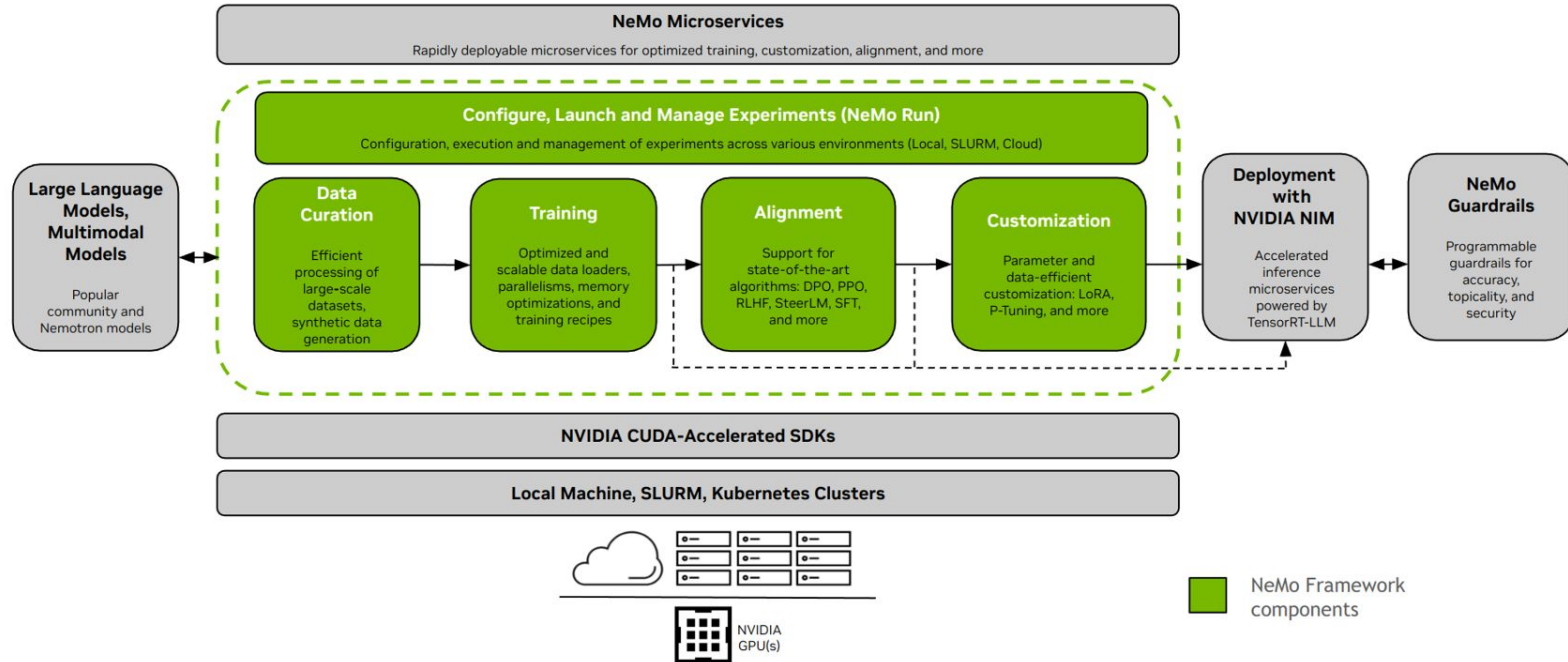 NeMo Microservices
Rapidly deployable microservices for optimized training, customization, alignment, and more
Configure, Launch and Manage Experiments (NeMo Run)
Configuration, execution and management of experiments across various environments (Local, SLURM, Cloud)
Large Language
Models,
Multimodal
Models
Popular
community and
Nemotron models
Data
Curation
Efficient
processing of
large-scale
datasets,
synthetic data
generation
Training
Optimized and
scalable data loaders,
parallelisms, memory
optimizations, and
training recipes
Alignment
Support for
state-of-the-art
algorithms: DPO, PPO,
RLHF, SteerLM, SFT,
and more
Customization
Parameter and
data-efficient
customization: LoRA,
P-Tuning, and more
Deployment
with
NVIDIA NIM
Accelerated
inference
microservices
powered by
TensorRT-LLM
NeMo
Guardrails
Programmable
guardrails for
accuracy,
topicality, and
security
NVIDIA CUDA-Accelerated SDKs
Local Machine, SLURM, Kubernetes Clusters
NVIDIA
GPU(s)
NeMo Framework
components